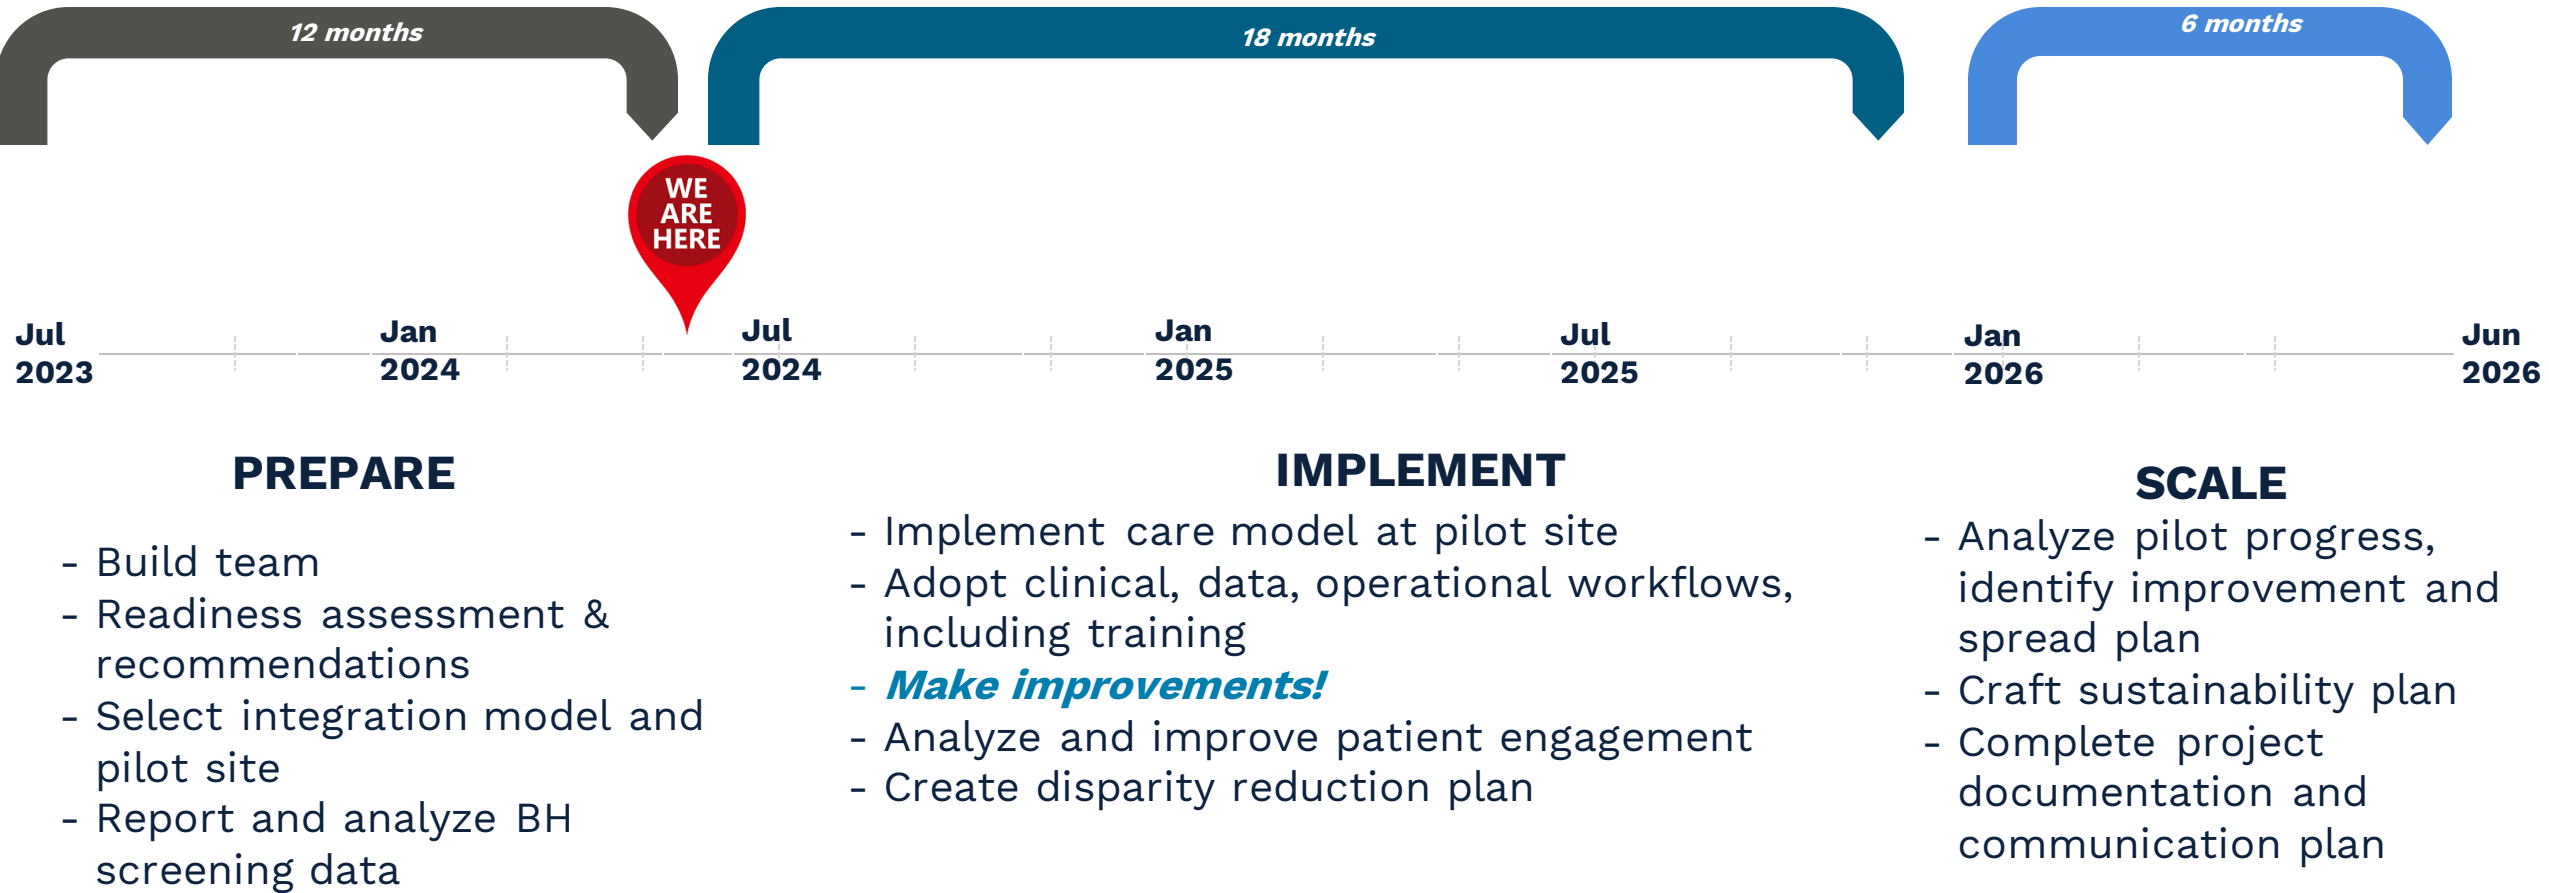 12 months
18 months
6 months
WE
ARE
HERE
Jul
2023
Jan
2024
Jul
2024
Jan
2025
Jul
2025
Jan
2026
Jun
2026
PREPARE
- Build team
- Readiness assessment &
recommendations
- Select integration model and
pilot site
- Report and analyze BH
screening data
IMPLEMENT
- Implement care model at pilot site
- Adopt clinical, data, operational workflows,
including training
- Make improvements!
- Analyze and improve patient engagement
- Create disparity reduction plan
SCALE
- Analyze pilot progress,
identify improvement and
spread plan
- Craft sustainability plan
- Complete project
documentation and
communication plan